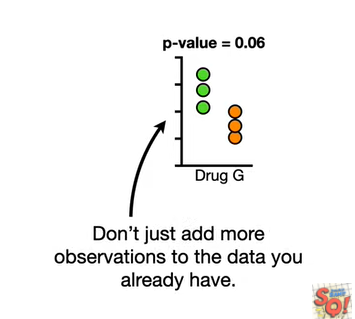 p-value = 0.06
Drug G
Don't just add more
observations to the data you
already have.
SO!